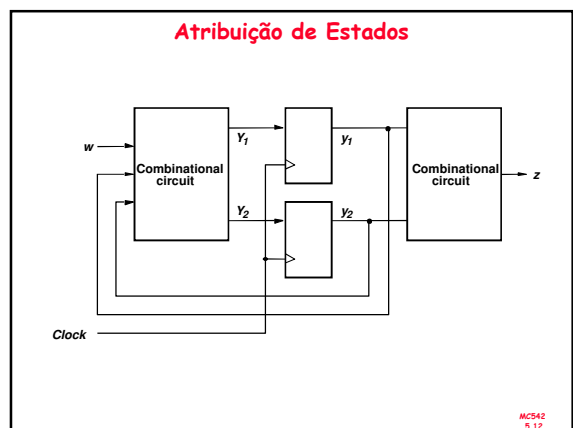 Atribuição de Estados
w
Combinational
circuit
Y1
Y2
y1
y2
Combinational
circuit
z
Clock
MC542
5.12